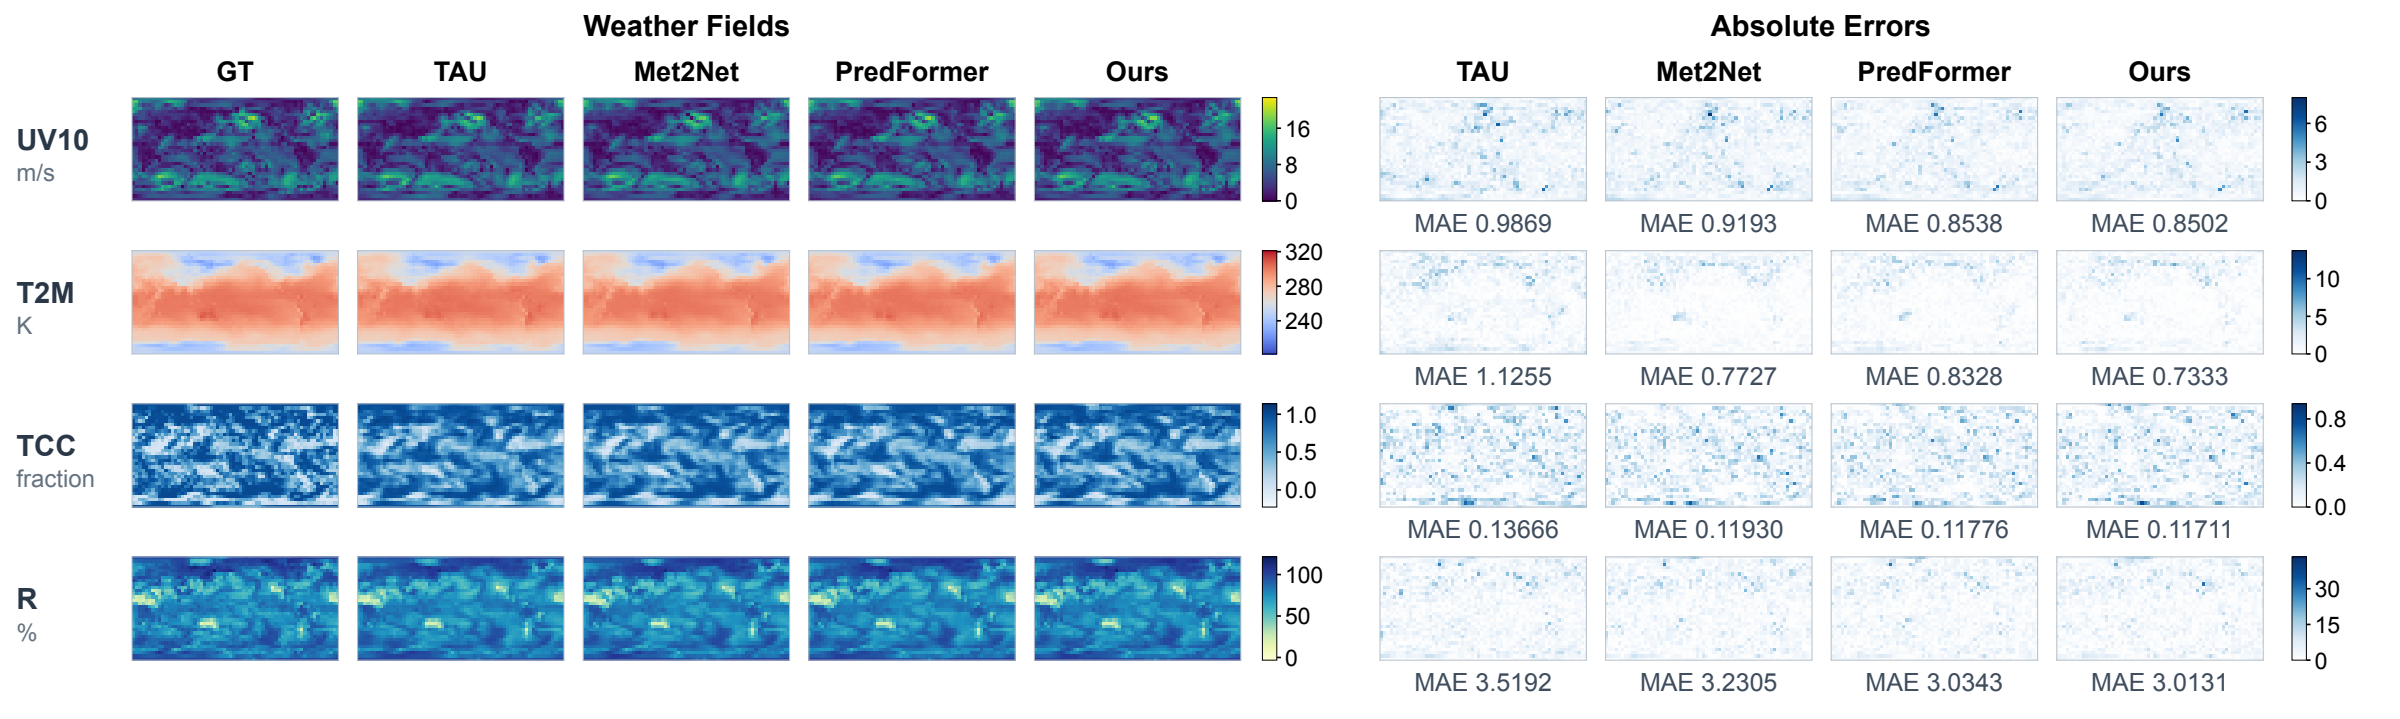 Weather Fields
Absolute Errors
GT TAU Met2Net PredFormer Ours
TAU Met2Net PredFormer Ours
UV10
m/s
16
8
0
6
3
0
MAE 0.9869 MAE 0.9193 MAE 0.8538 MAE 0.8502
T2M
K
320
280
240
10
5
0
MAE 1.1255 MAE 0.7727 MAE 0.8328 MAE 0.7333
TCC
fraction
1.0
0.5
0.0
0.8
0.4
0.0
MAE 0.13666 MAE 0.11930 MAE 0.11776 MAE 0.11711
R
%
100
50
0
30
15
0
MAE 3.5192 MAE 3.2305 MAE 3.0343 MAE 3.0131